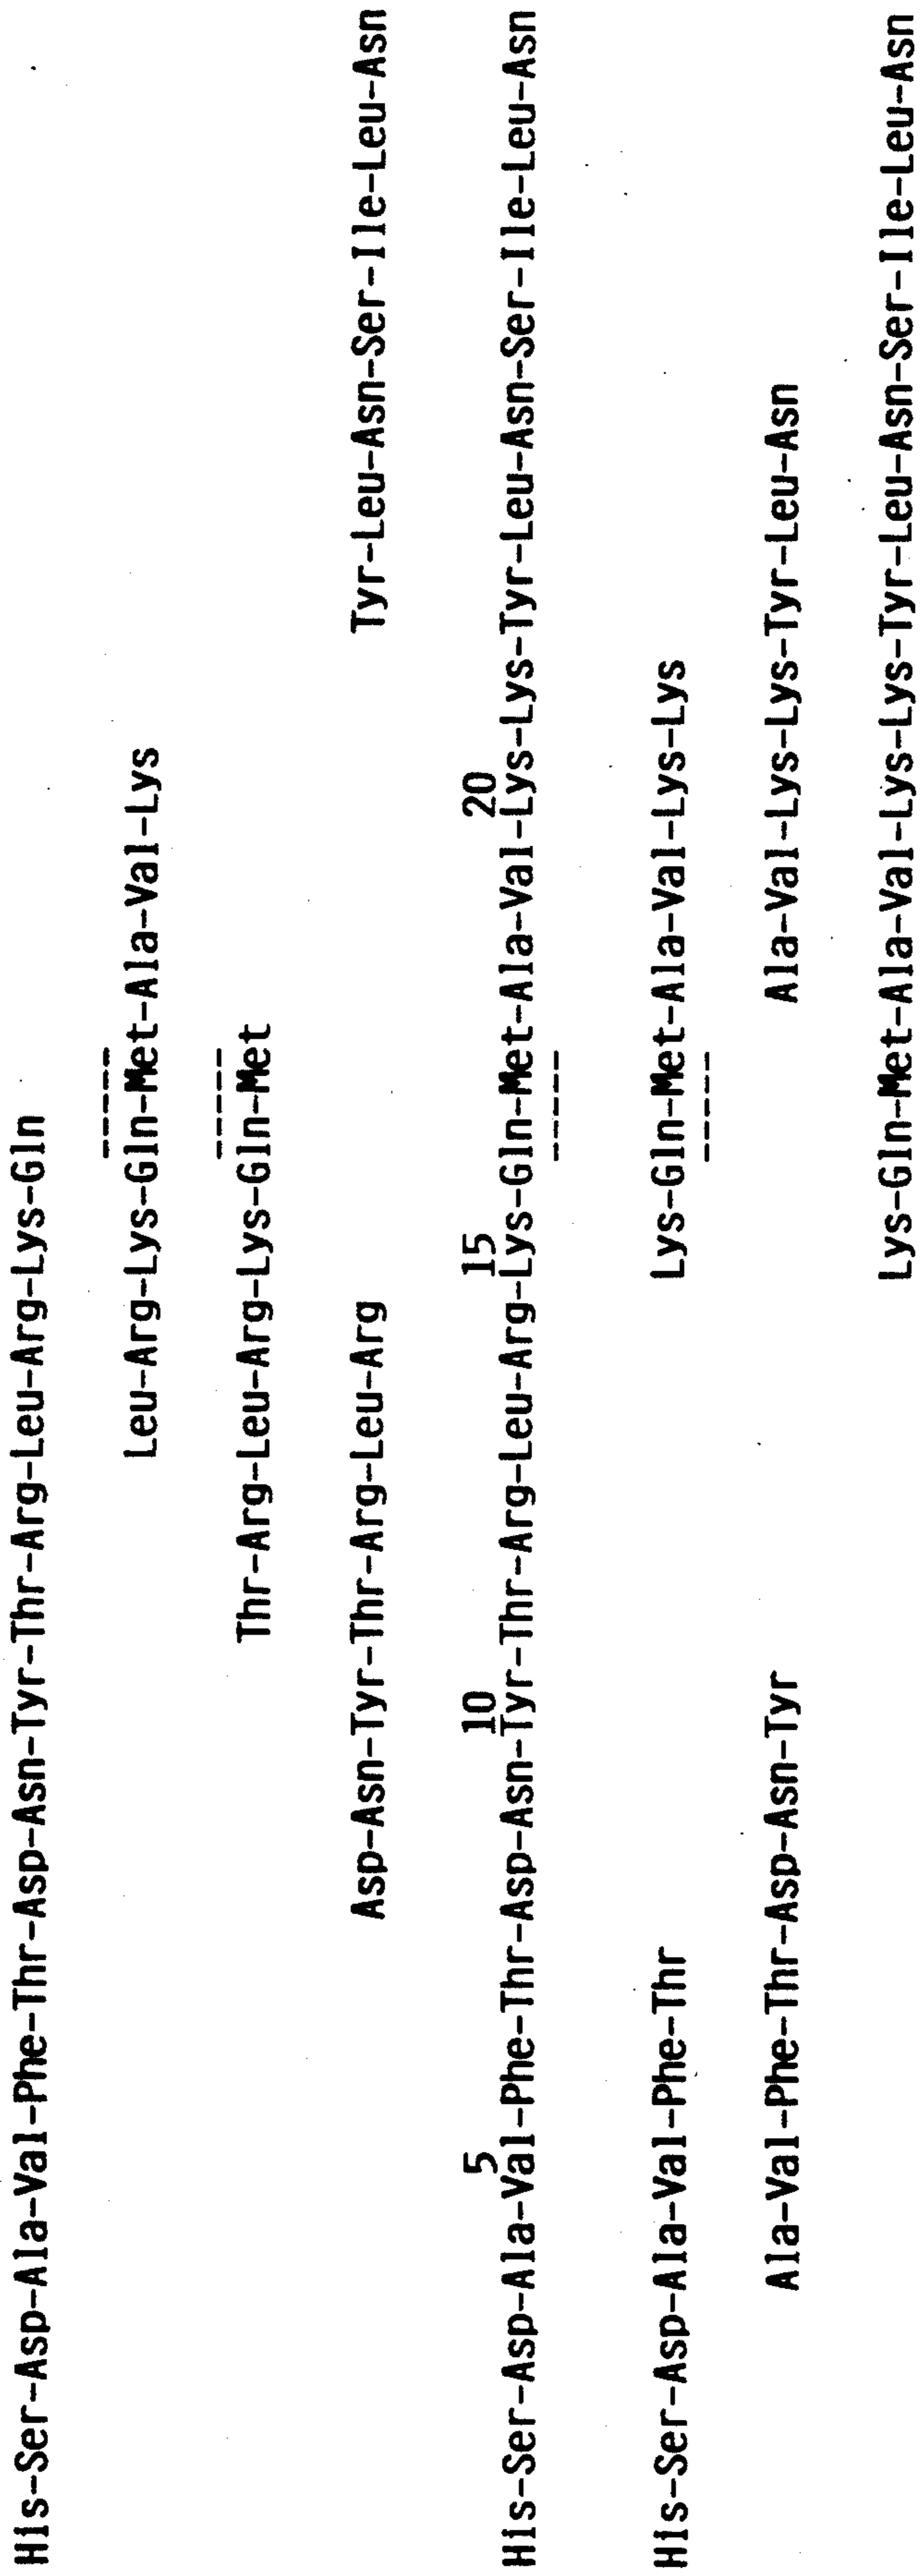 His-Ser-Asp-Ala-Val-Phe-Thr-Asp-Asn-Tyr-Thr-Arg-Leu-Arg-Lys-Gln
-----
Leu-Arg-Lys-Gln-Met-Ala-Val-Lys
-----
Thr-Arg-Leu-Arg-Lys-Gln-Met
Asp-Asn-Tyr-Thr-Arg-Leu-Arg Tyr-Leu-Asn-Ser-Ile-Leu-Asn
5 10 15 20
His-Ser-Asp-Ala-Val-Phe-Thr-Asp-Asn-Tyr-Thr-Arg-Leu-Arg-Lys-Gln-Met-Ala-Val-Lys-Lys-Tyr-Leu-Asn-Ser-Ile-Leu-Asn
-----
His-Ser-Asp-Ala-Val-Phe-Thr Lys-Gln-Met-Ala-Val-Lys-Lys
-----
Ala-Val-Phe-Thr-Asp-Asn-Tyr Ala-Val-Lys-Lys-Tyr-Leu-Asn
Lys-Gln-Met-Ala-Val-Lys-Lys-Tyr-Leu-Asn-Ser-Ile-Leu-Asn